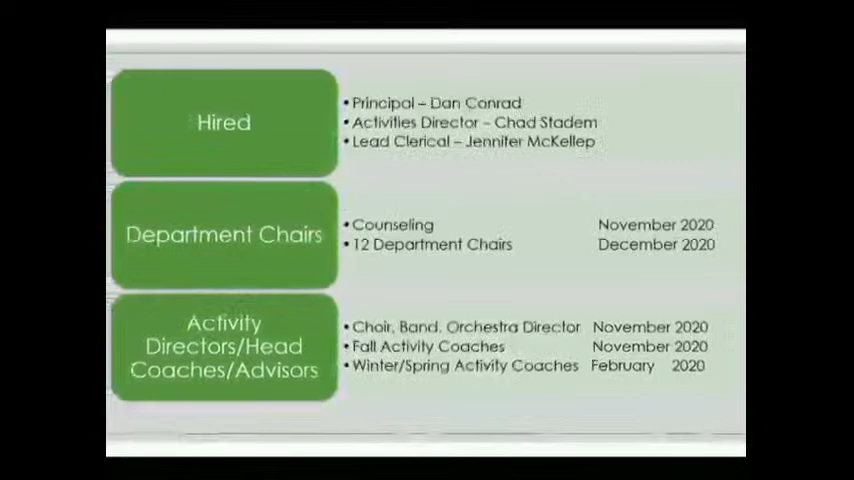 Hired
• Principal – Dan Conrad
• Activities Director – Chad Stadem
• Lead Clerical – Jennifer McKellep
Department Chairs
• Counseling November 2020
• 12 Department Chairs December 2020
Activity
Directors/Head
Coaches/Advisors
• Choir, Band, Orchestra Director November 2020
• Fall Activity Coaches November 2020
• Winter/Spring Activity Coaches February 2020